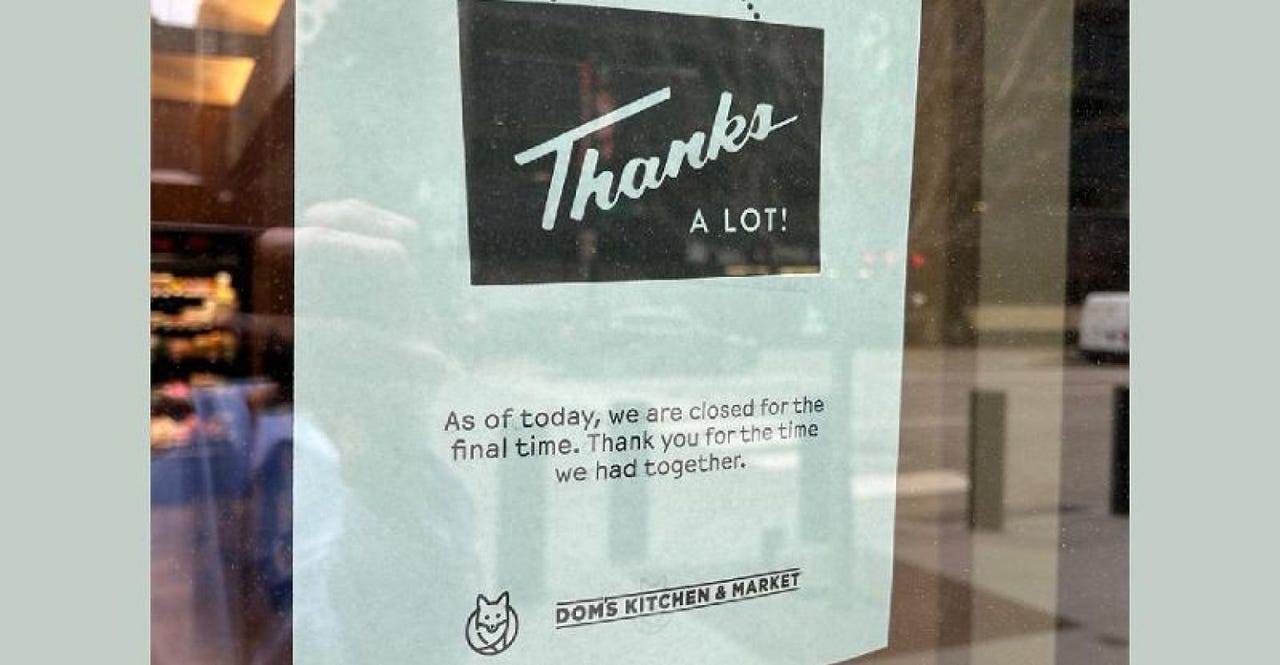 Thanks
A LOT!
As of today, we are closed for the
final time. Thank you for the time
we had together.
DOM'S KITCHEN & MARKET